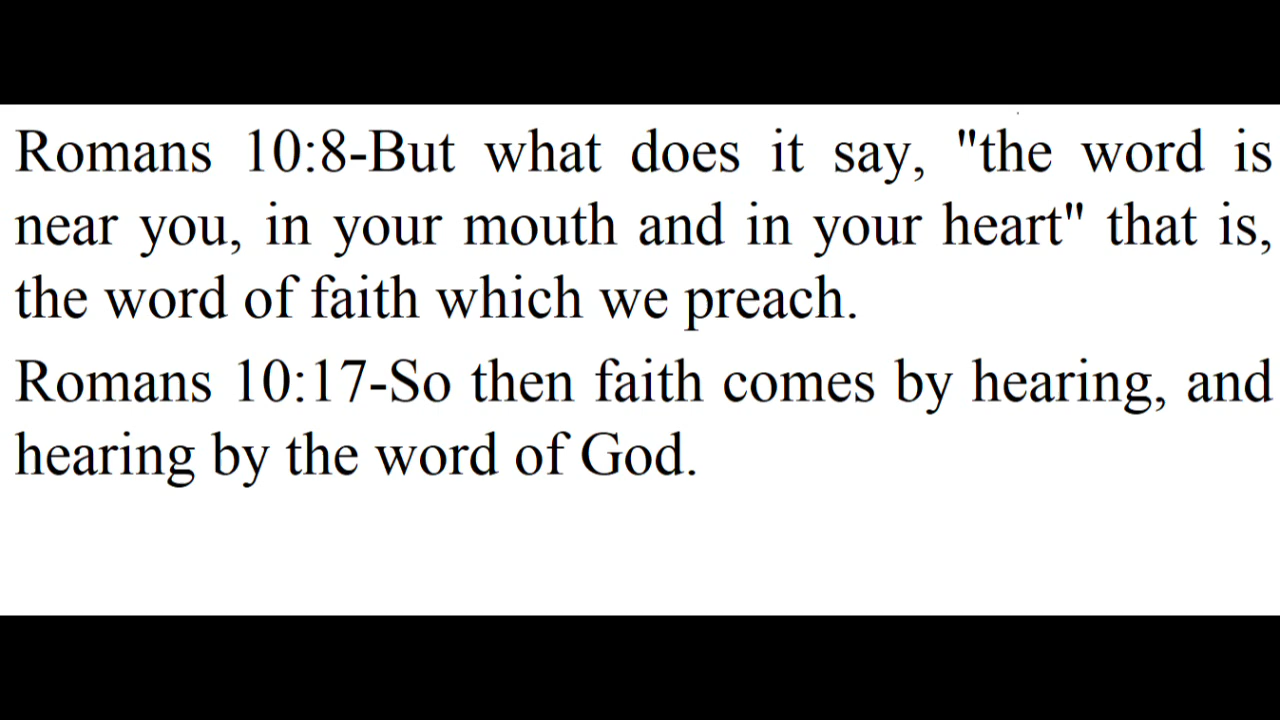 Romans 10:8-But what does it say, "the word is
near you, in your mouth and in your heart" that is,
the word of faith which we preach.
Romans 10:17-So then faith comes by hearing, and
hearing by the word of God.